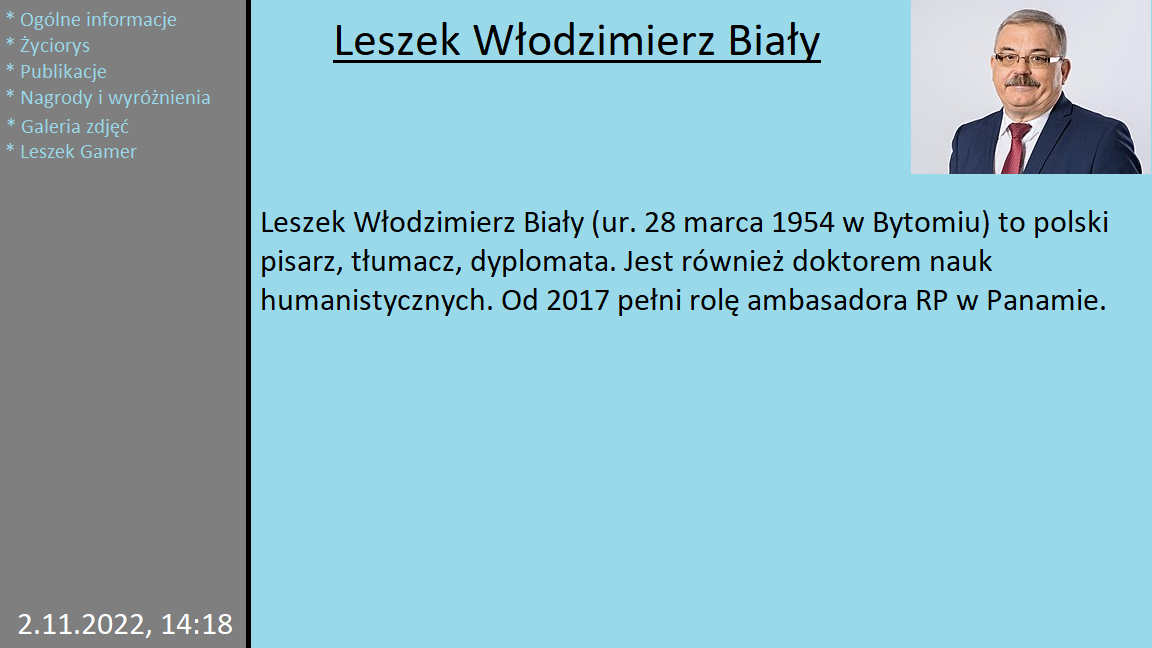 * Ogólne informacje
* Życiorys
* Publikacje
* Nagrody i wyróżnienia
* Galeria zdjęć
* Leszek Gamer
2.11.2022, 14:18
Leszek Włodzimierz Biały
Leszek Włodzimierz Biały (ur. 28 marca 1954 w Bytomiu) to polski
pisarz, tłumacz, dyplomata. Jest również doktorem nauk
humanistycznych. Od 2017 pełni rolę ambasadora RP w Panamie.